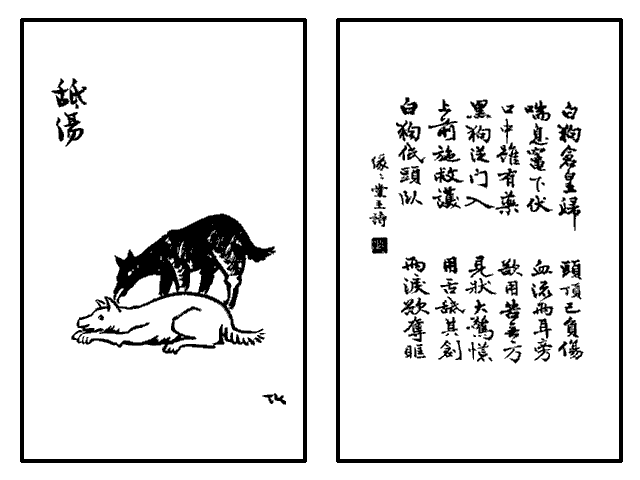 舐傷
TK
白狗倉皇歸 頭頂已負傷
喘息竈下伏 血流兩耳旁
口中雖有藥 欲用苦無方
黑狗從門入 見狀大驚慌
上前施救護 用舌舐其創
白狗低頭臥 兩淚欲奪眶
緣〻堂主詩